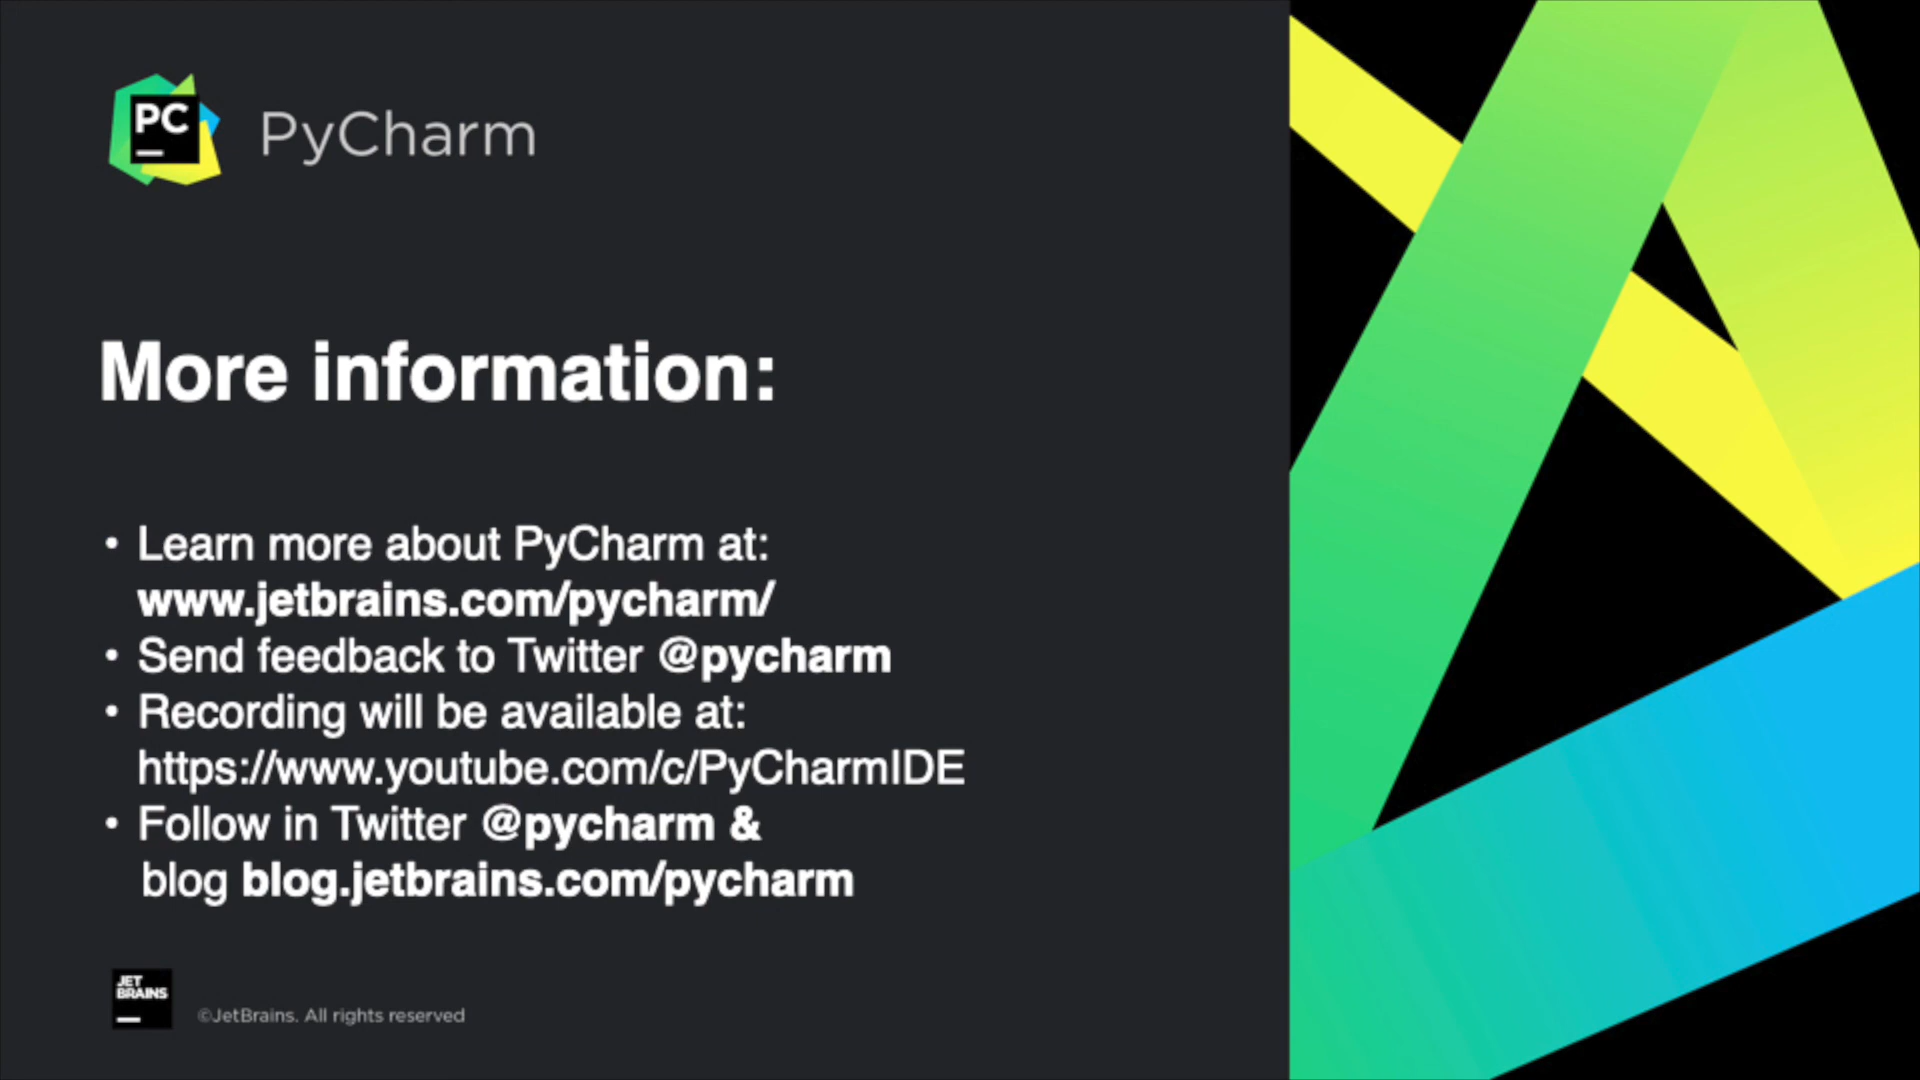 PC
PyCharm
More information:
• Learn more about PyCharm at:
www.jetbrains.com/pycharm/
• Send feedback to Twitter @pycharm
• Recording will be available at:
https://www.youtube.com/c/PyCharmIDE
• Follow in Twitter @pycharm &
blog blog.jetbrains.com/pycharm
JET
BRAINS
©JetBrains. All rights reserved